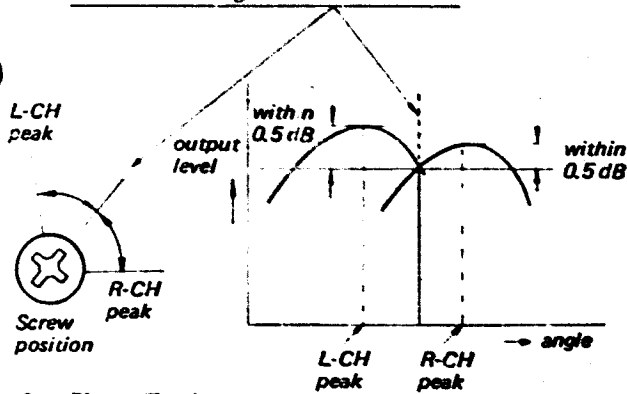 L-CH
peak
output
level
withn
0.5 dB
within
0.5 dB
R-CH
peak
Screw
position
L-CH
peak
R-CH
peak
angle